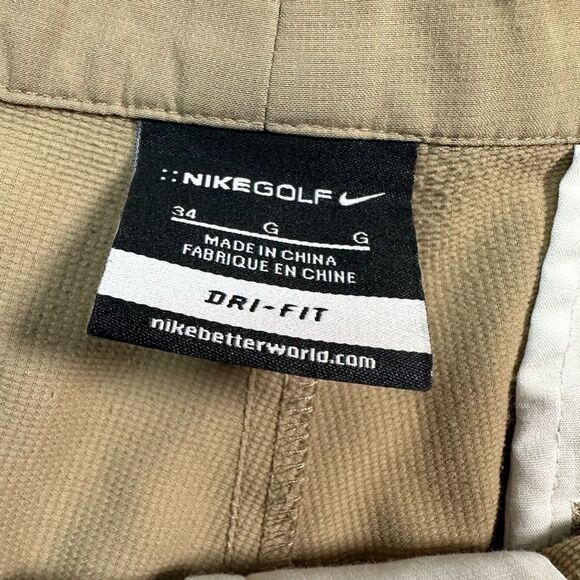 ::NIKEGOLF
34 G G
MADE IN CHINA
FABRIQUE EN CHINE
DRI-FIT
nikebetterworld.com